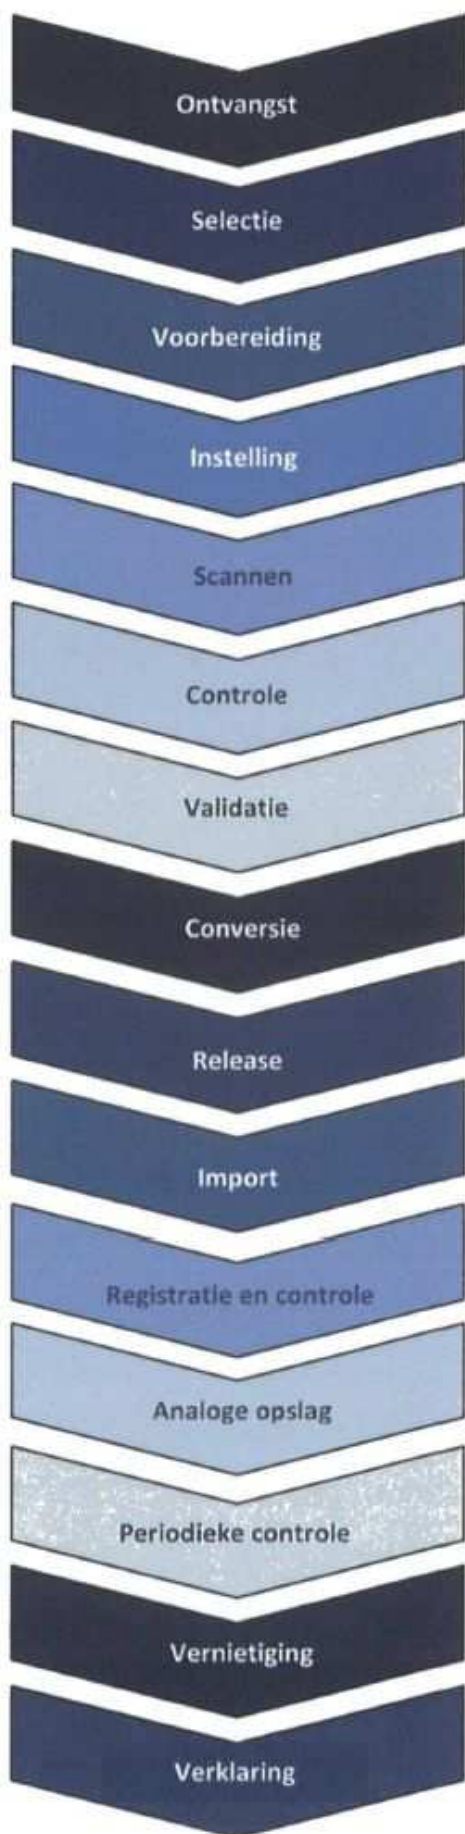 Ontvangst
Selectie
Voorbereiding
Instelling
Scannen
Controle
Validatie
Conversie
Release
Import
Registratie en controle
Analoge opslag
Periodieke controle
Vernietiging
Verklaring